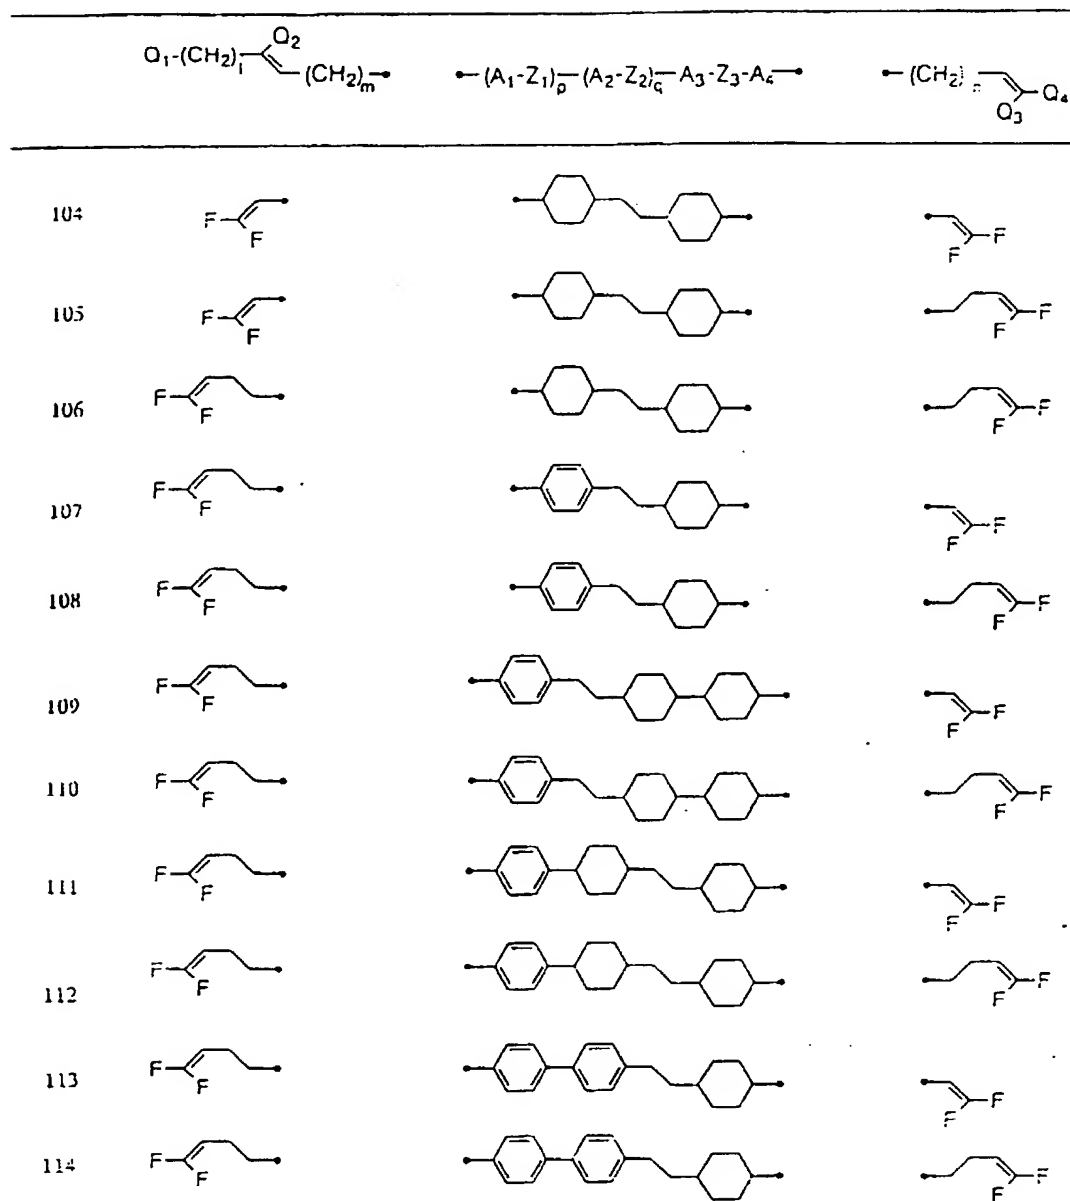 Q1-(CH2)l Q2 (CH2)m
(A1-Z1)p-(A2-Z2)q-A3-Z3-A4
(CH2)n Q3 Q4
104 F F F F
105 F F F F
106 F F F F
107 F F F F
108 F F F F
109 F F F F
110 F F F F
111 F F F F
112 F F F F
113 F F F F
114 F F F F